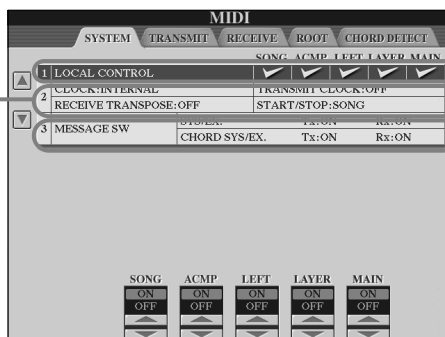 MIDI
SYSTEM TRANSMIT RECEIVE ROOT CHORD DETECT
SONG ACMP LEFT LAYER MAIN
1 LOCAL CONTROL
2 CLOCK:INTERNAL TRANSMIT CLOCK:OFF
RECEIVE TRANSPOSE:OFF START/STOP:SONG
3 MESSAGE SW SYS/EX. Tx:ON Rx:ON
CHORD SYS/EX. Tx:ON Rx:ON
SONG ACMP LEFT LAYER MAIN
ON ON ON ON ON
OFF OFF OFF OFF OFF